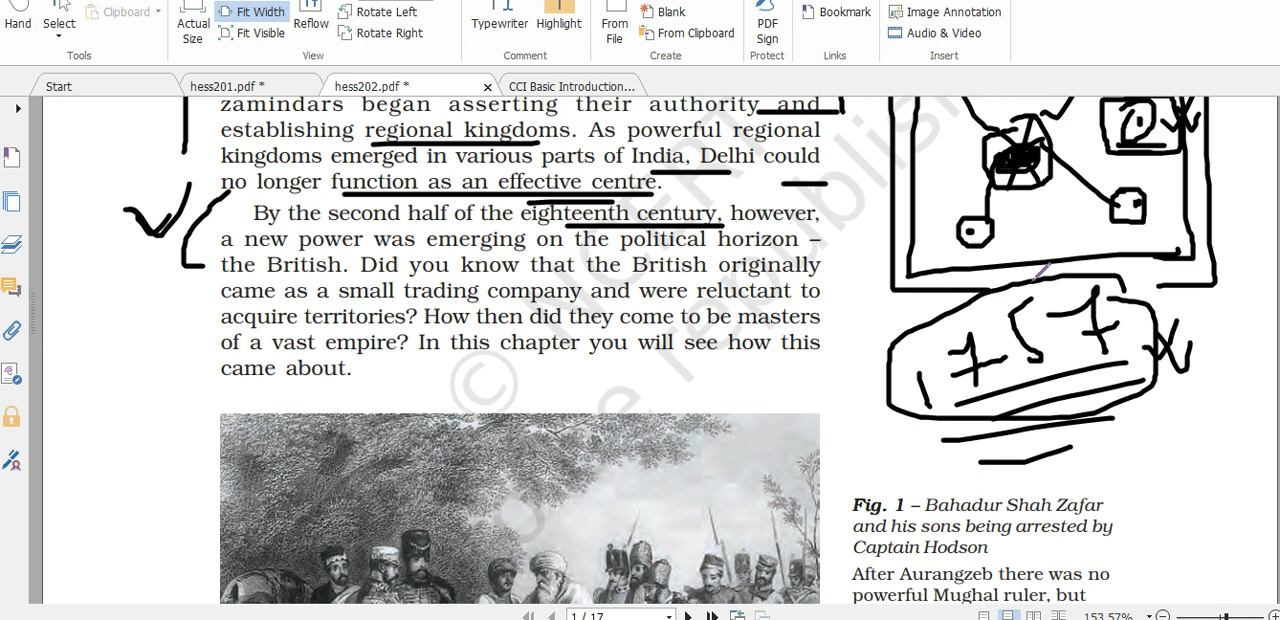 Hand
Select
Clipboard
Actual Size
Fit Width
Fit Visible
Reflow
Rotate Left
Rotate Right
Typewriter
Highlight
From File
Blank
From Clipboard
PDF Sign
Bookmark
Image Annotation
Audio & Video
Tools
View
Comment
Create
Protect
Links
Insert
Start
hess201.pdf *
hess202.pdf *
CCI Basic Introduction...
zamindars began asserting their authority and
establishing regional kingdoms. As powerful regional
kingdoms emerged in various parts of India, Delhi could
no longer function as an effective centre.
By the second half of the eighteenth century, however,
a new power was emerging on the political horizon –
the British. Did you know that the British originally
came as a small trading company and were reluctant to
acquire territories? How then did they come to be masters
of a vast empire? In this chapter you will see how this
came about.
© NCERT
republish
Fig. 1 – Bahadur Shah Zafar
and his sons being arrested by
Captain Hodson
After Aurangzeb there was no
powerful Mughal ruler, but
1 / 17
153.57%